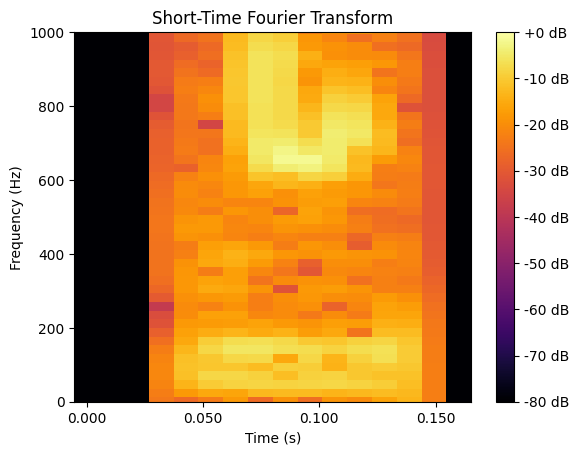 Short-Time Fourier Transform
1000
800
600
400
200
0
Frequency (Hz)
0.000
0.050
0.100
0.150
Time (s)
+0 dB
-10 dB
-20 dB
-30 dB
-40 dB
-50 dB
-60 dB
-70 dB
-80 dB